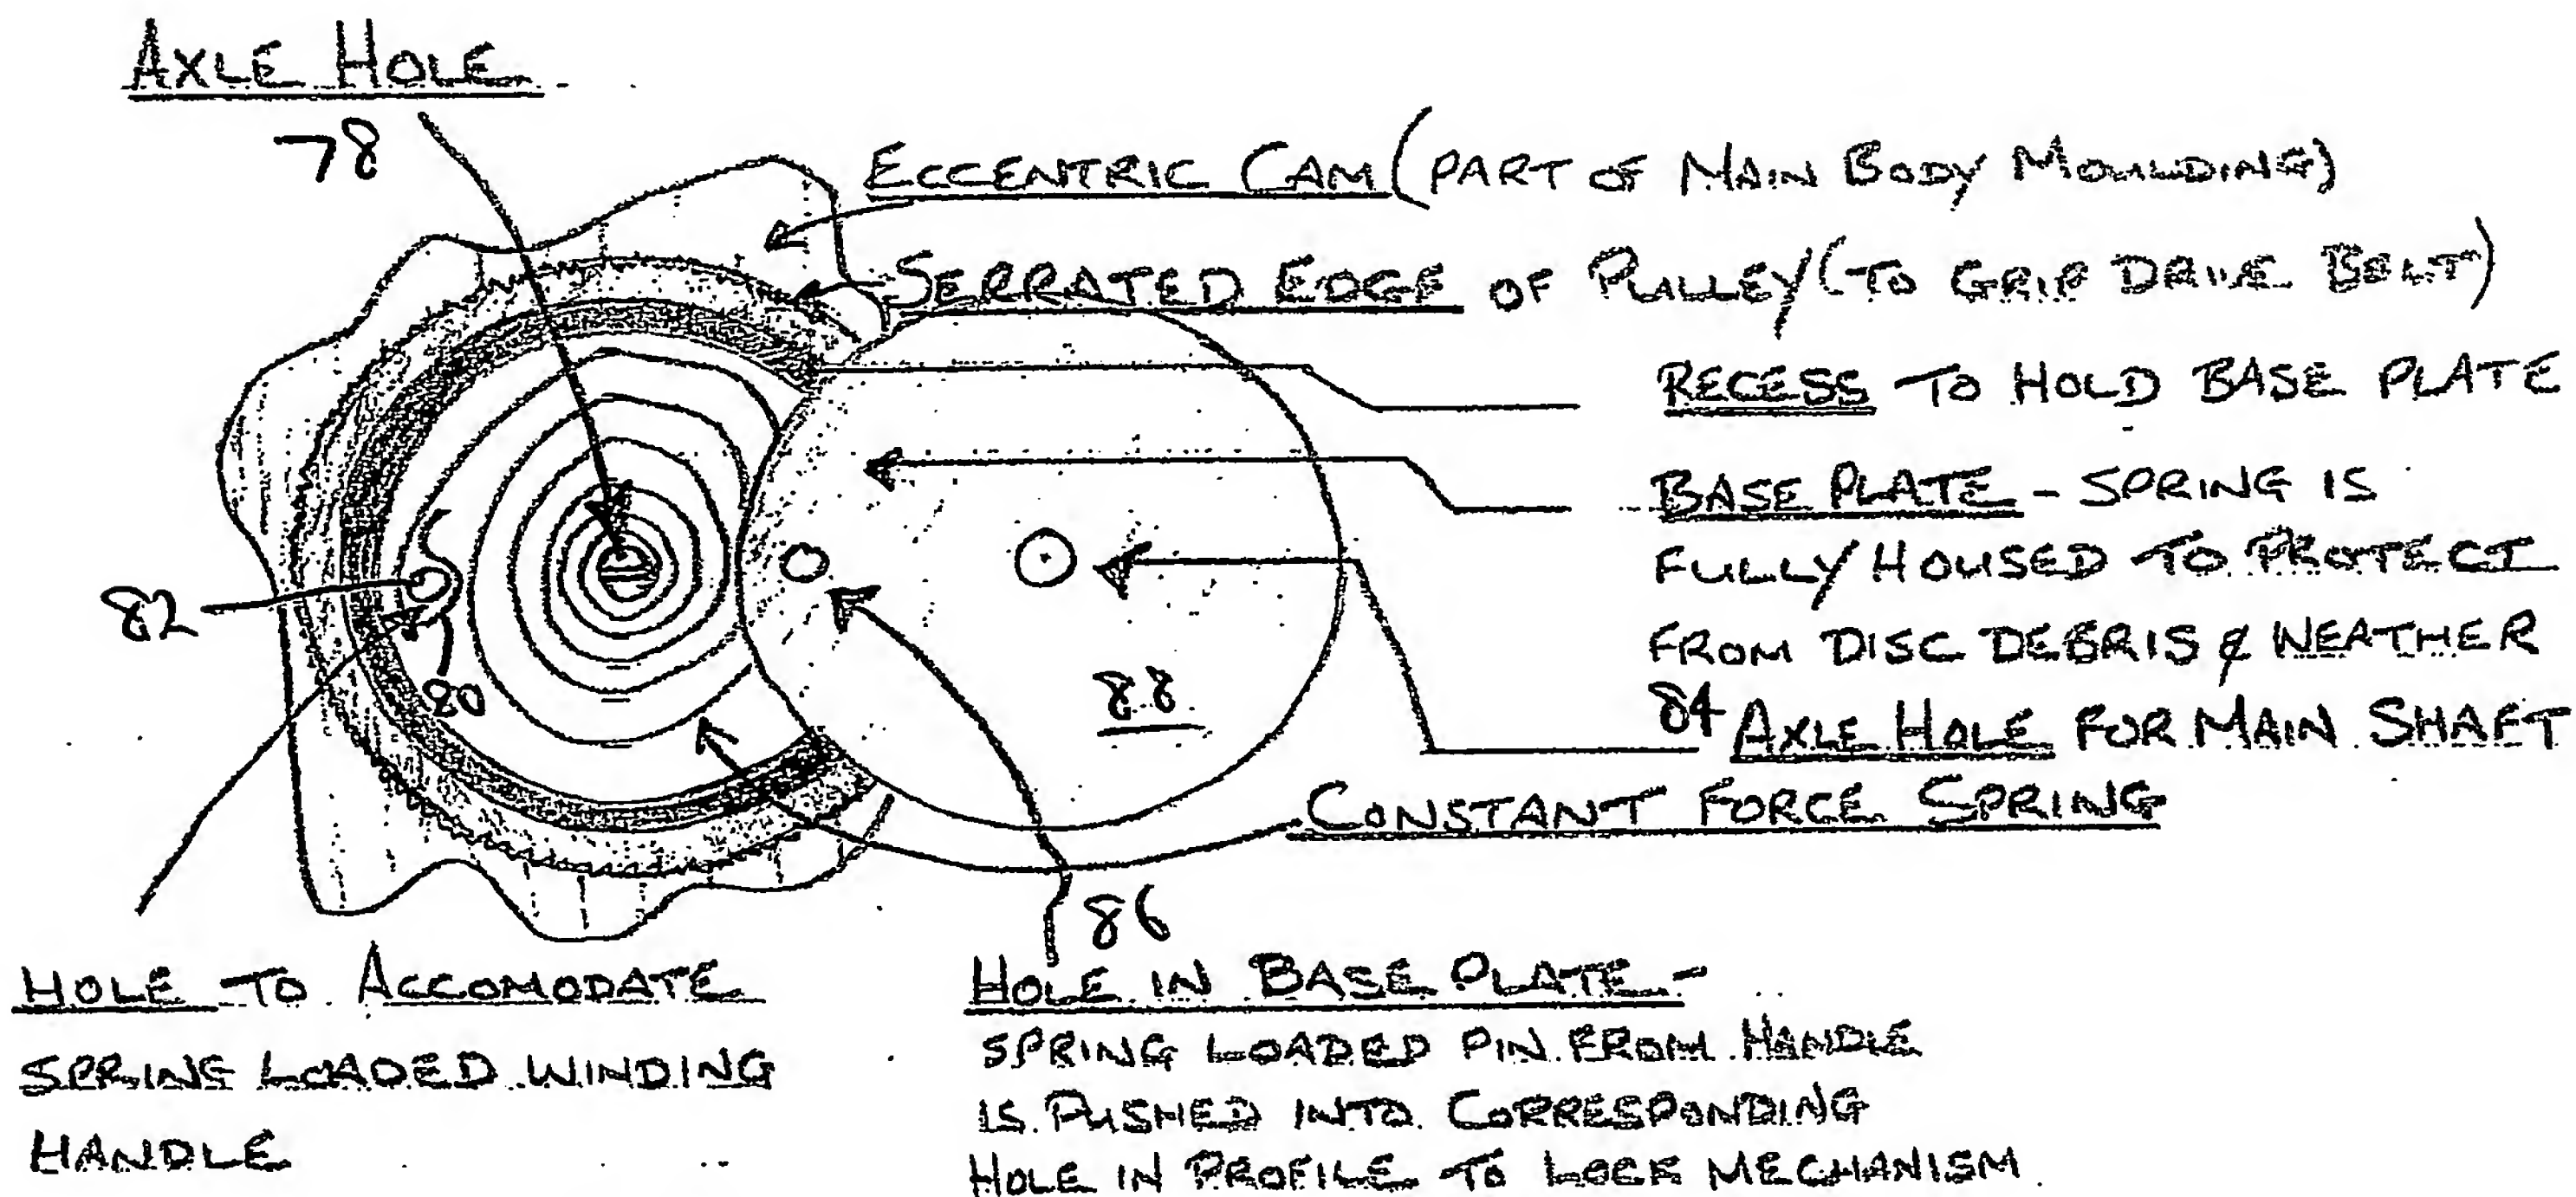 AXLE HOLE
78
ECCENTRIC CAM (PART OF MAIN BODY MOULDING)
SERRATED EDGE OF PULLEY (TO GRIP DRIVE BELT)
RECESS TO HOLD BASE PLATE
BASE PLATE - SPRING IS
FULLY HOUSED TO PROTECT
FROM DISC DEBRIS & WEATHER
82
80
88
84 AXLE HOLE FOR MAIN SHAFT
CONSTANT FORCE SPRING
86
HOLE TO ACCOMODATE
SPRING LOADED WINDING
HANDLE
HOLE IN BASE PLATE -
SPRING LOADED PIN FROM HANDLE
IS PUSHED INTO CORRESPONDING
HOLE IN PROFILE TO LOCK MECHANISM.